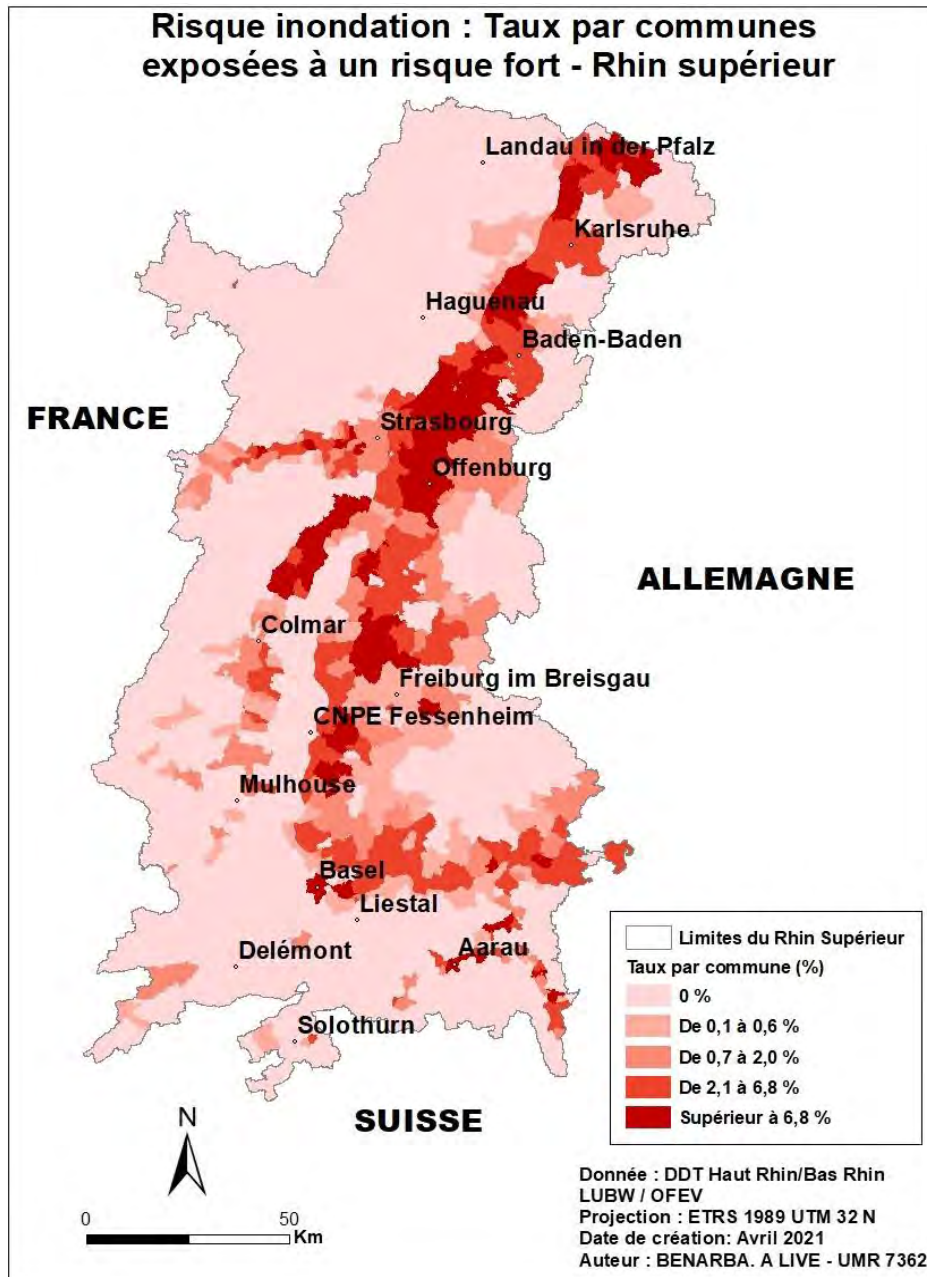 Risque inondation : Taux par communes
exposées à un risque fort - Rhin supérieur
Landau in der Pfalz
Karlsruhe
Haguenau
Baden-Baden
FRANCE
Strasbourg
Offenburg
ALLEMAGNE
Colmar
Freiburg im Breisgau
CNPE Fessenheim
Mulhouse
Basel
Liestal
Delémont
Aarau
Solothurn
SUISSE
N
0 50
Km
Limites du Rhin Supérieur
Taux par commune (%)
0 %
De 0,1 à 0,6 %
De 0,7 à 2,0 %
De 2,1 à 6,8 %
Supérieur à 6,8 %
Donnée : DDT Haut Rhin/Bas Rhin
LUBW / OFEV
Projection : ETRS 1989 UTM 32 N
Date de création: Avril 2021
Auteur : BENARBA. A LIVE - UMR 7362